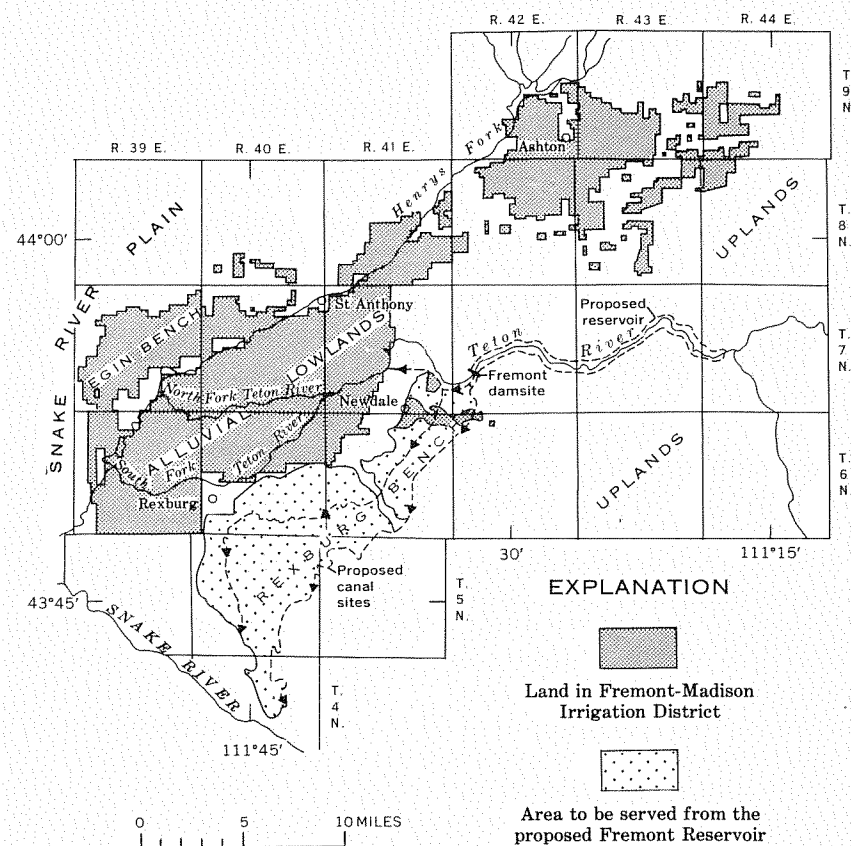 R. 42 E.
R. 43 E.
R. 44 E.
T.
9
N.
R. 39 E.
R. 40 E.
R. 41 E.
Ashton
Henrys Fork
PLAIN
UPLANDS
T.
8
N.
44°00′
SNAKE RIVER
St Anthony
Proposed
reservoir
Teton River
T.
7
N.
EGIN BENCH
ALLUVIAL LOWLANDS
North Fork Teton River
Fremont
damsite
Newdale
South Fork Teton River
REXBURG BENCH
UPLANDS
T.
6
N.
Rexburg
30′
111°15′
Proposed
canal
sites
T.
5
N.
43°45′
SNAKE RIVER
T.
4
N.
111°45′
EXPLANATION
Land in Fremont-Madison
Irrigation District
Area to be served from the
proposed Fremont Reservoir
0 5 10 MILES